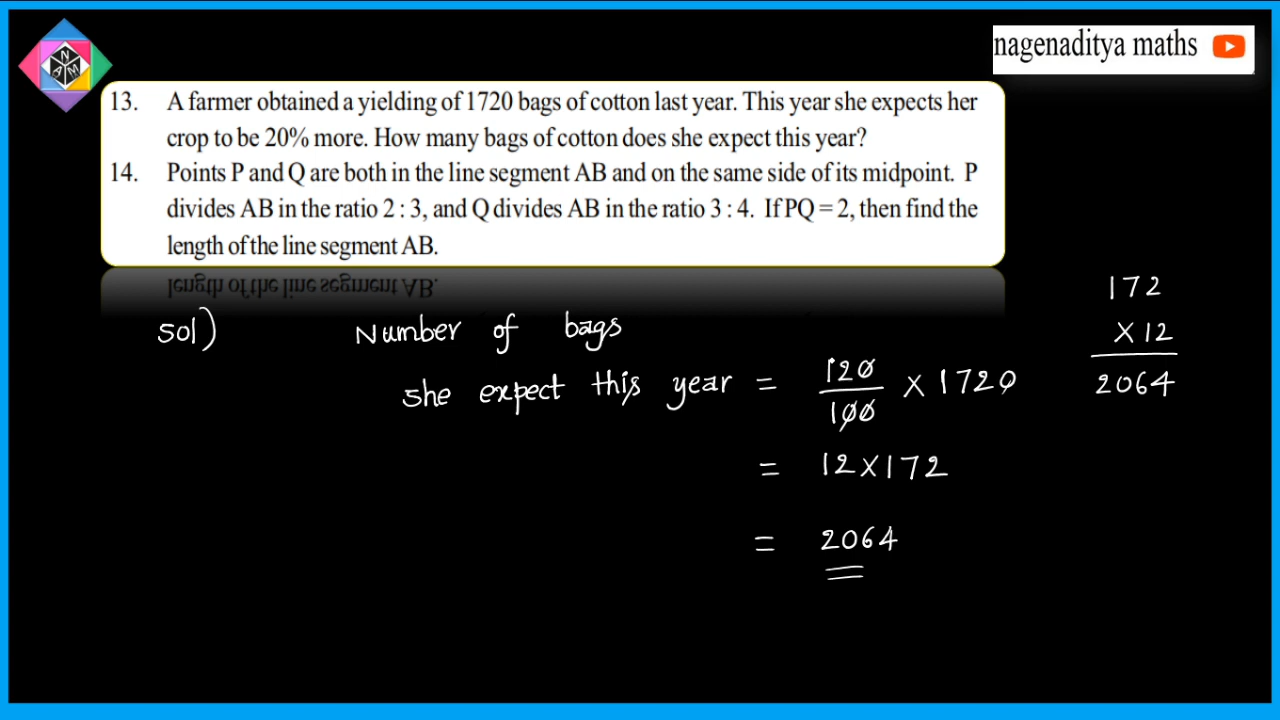 nagenaditya maths
N
A M
13. A farmer obtained a yielding of 1720 bags of cotton last year. This year she expects her
crop to be 20% more. How many bags of cotton does she expect this year?
14. Points P and Q are both in the line segment AB and on the same side of its midpoint. P
divides AB in the ratio 2 : 3, and Q divides AB in the ratio 3 : 4. If PQ = 2, then find the
length of the line segment AB.
sol) Number of bags
she expect this year = 120/100 × 1720
= 12×172
= 2064
172
×12
2064